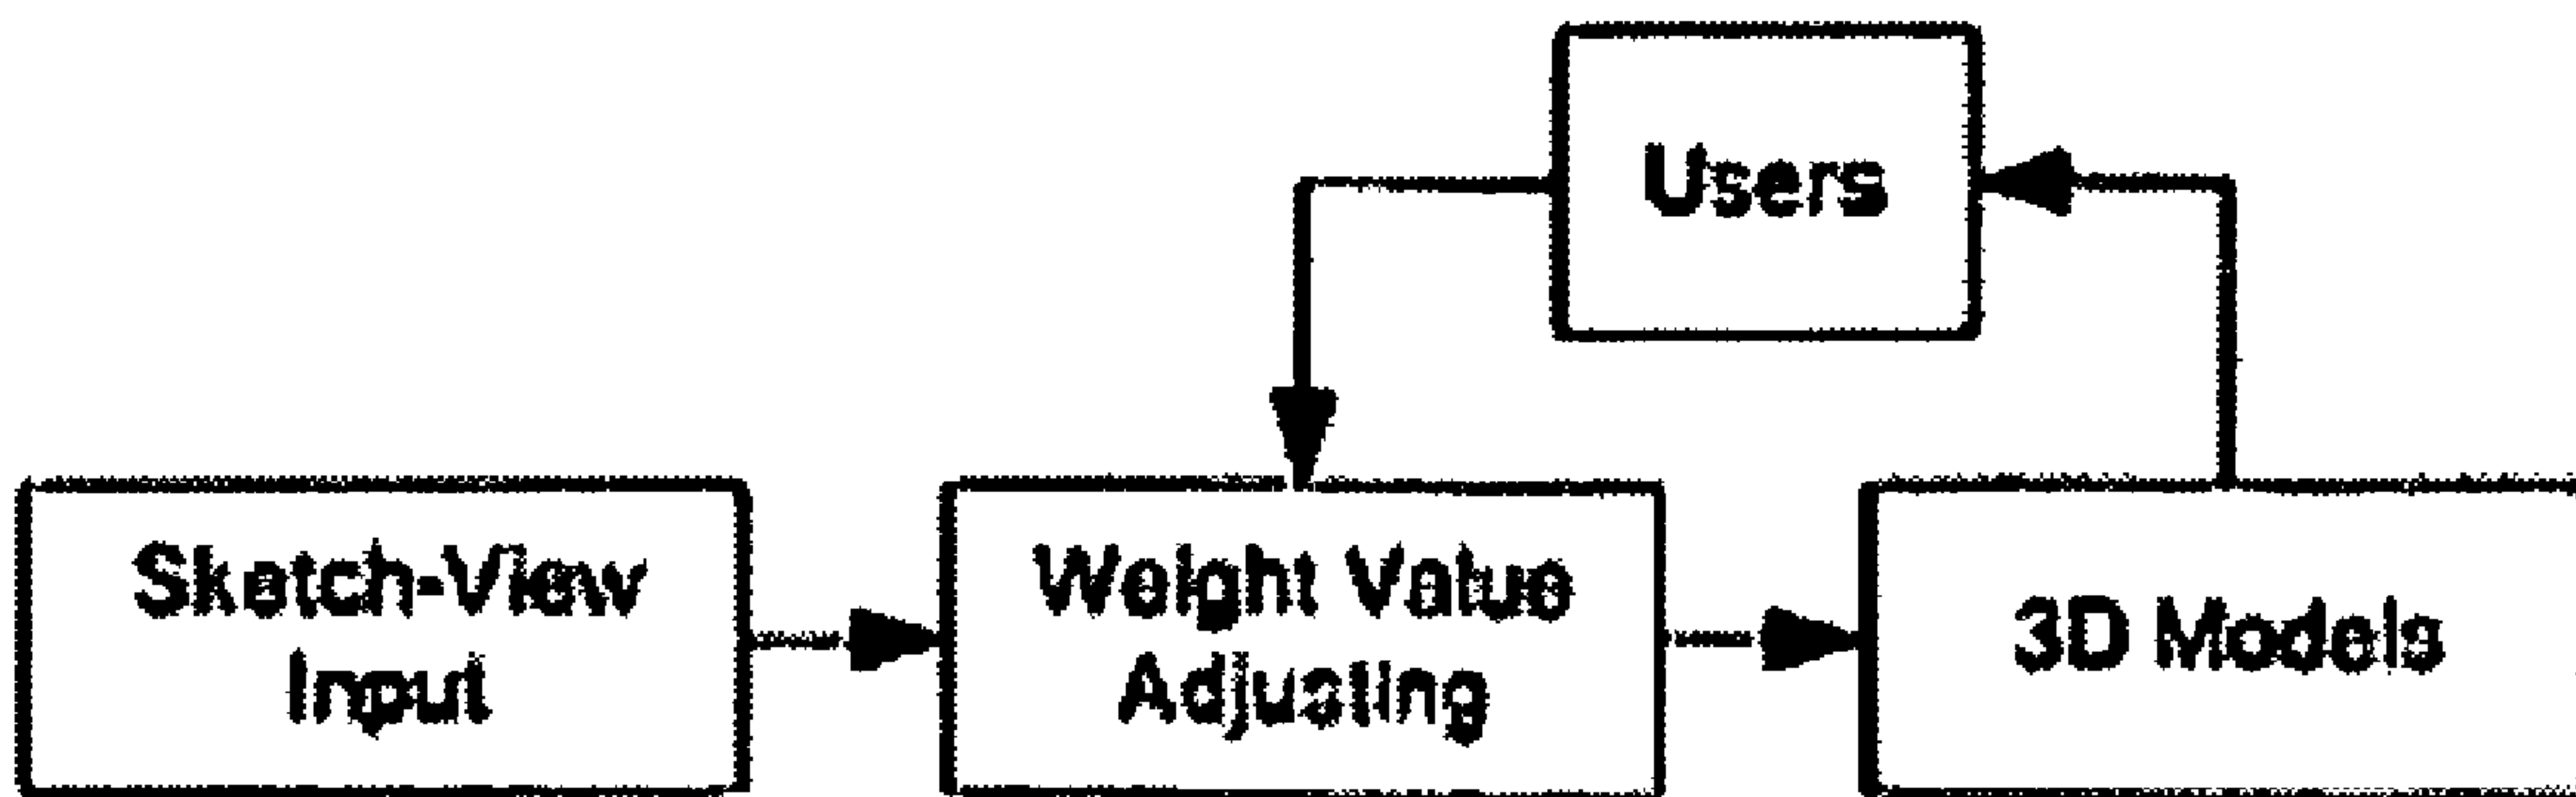 Users
Sketch-View
Input
Weight Value
Adjusting
3D Models